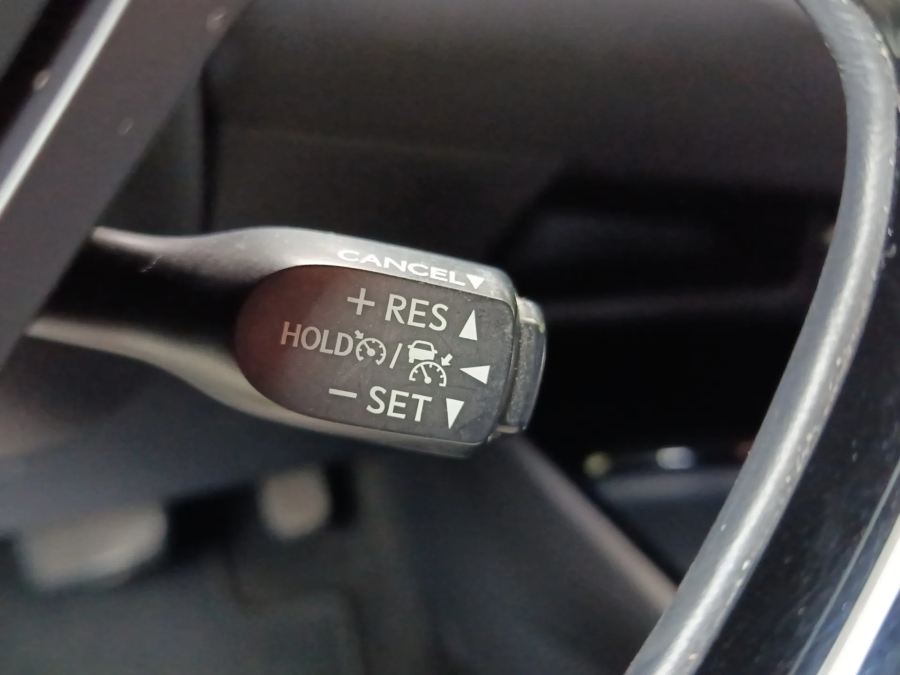 CANCEL
+ RES
HOLD /
− SET